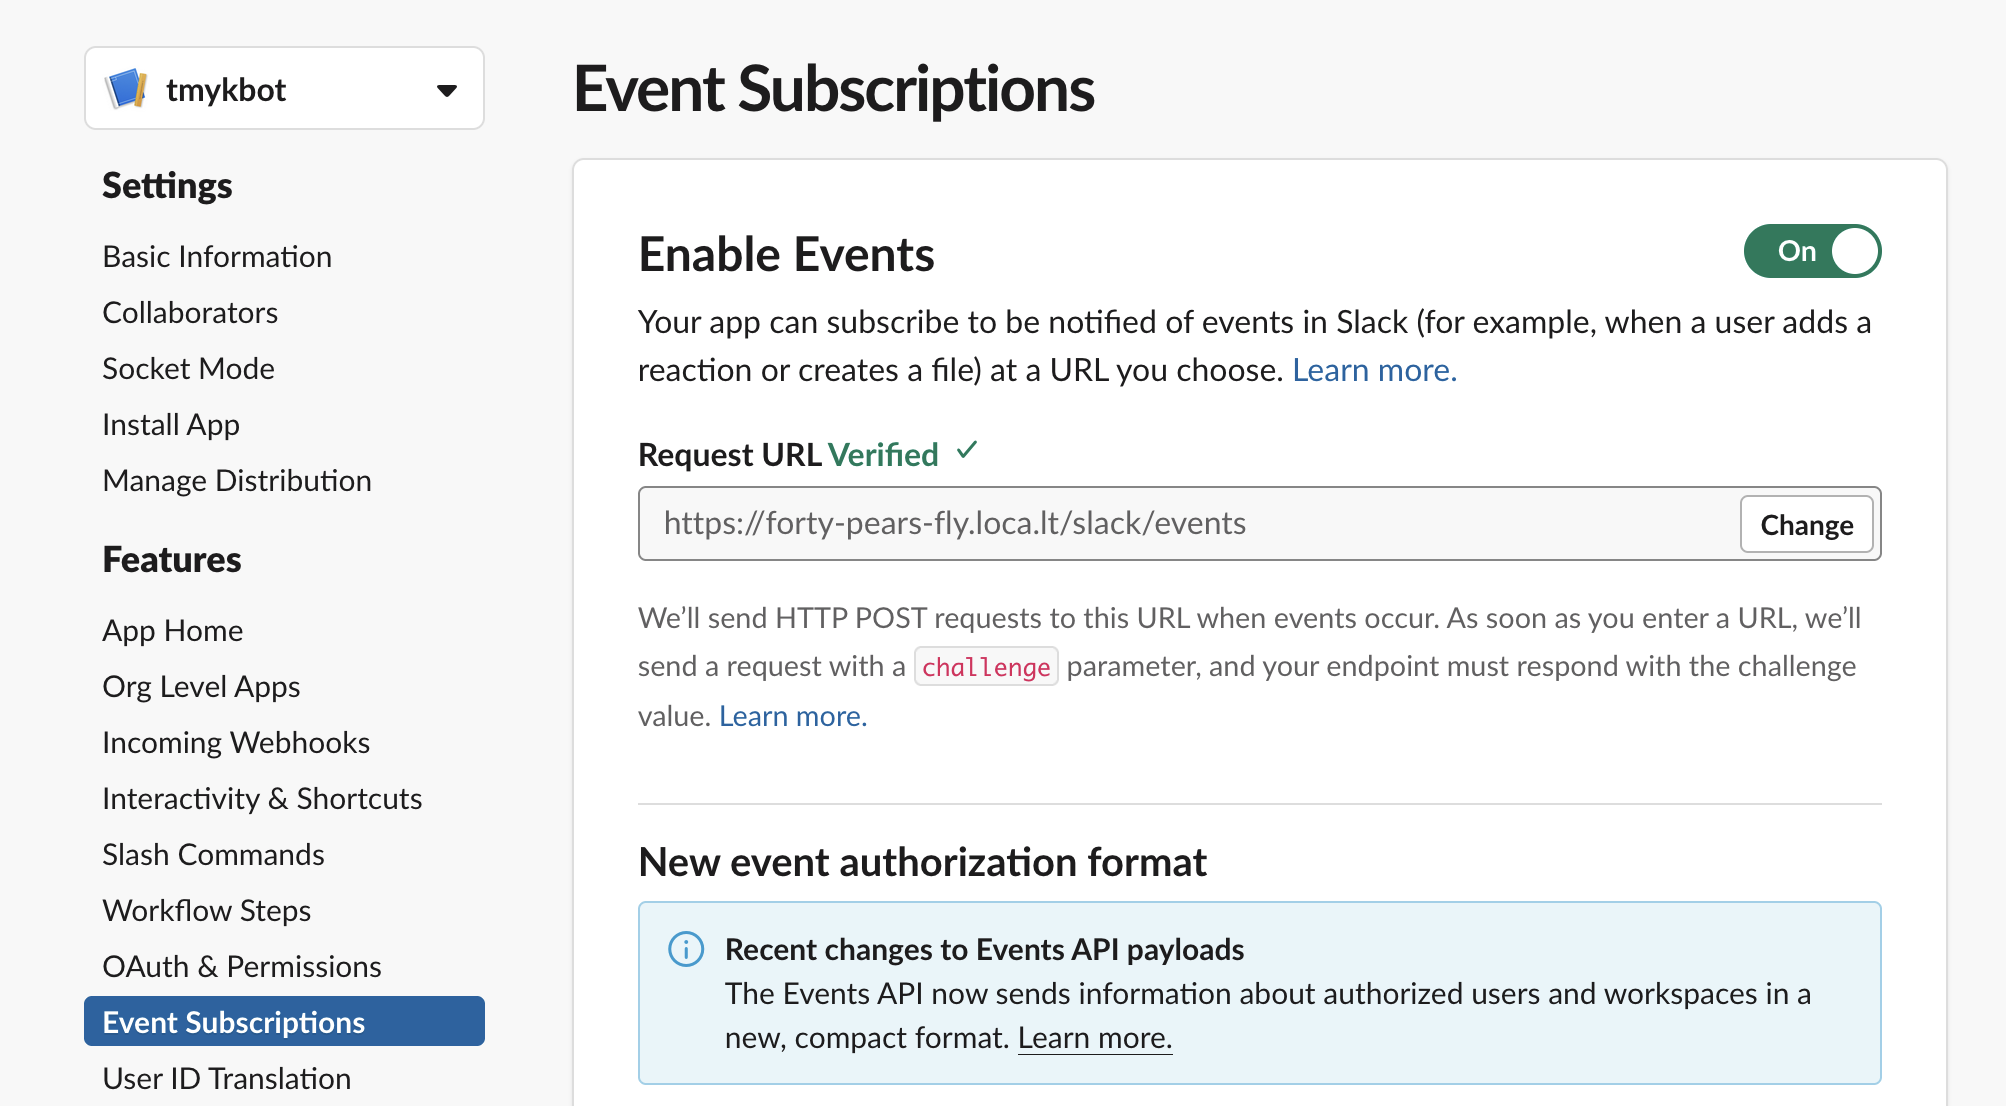 tmykbot
Settings
Basic Information
Collaborators
Socket Mode
Install App
Manage Distribution
Features
App Home
Org Level Apps
Incoming Webhooks
Interactivity & Shortcuts
Slash Commands
Workflow Steps
OAuth & Permissions
Event Subscriptions
User ID Translation
Event Subscriptions
Enable Events
On
Your app can subscribe to be notified of events in Slack (for example, when a user adds a
reaction or creates a file) at a URL you choose. Learn more.
Request URL Verified ✓
https://forty-pears-fly.loca.lt/slack/events
Change
We’ll send HTTP POST requests to this URL when events occur. As soon as you enter a URL, we’ll
send a request with a challenge parameter, and your endpoint must respond with the challenge
value. Learn more.
New event authorization format
Recent changes to Events API payloads
The Events API now sends information about authorized users and workspaces in a
new, compact format. Learn more.